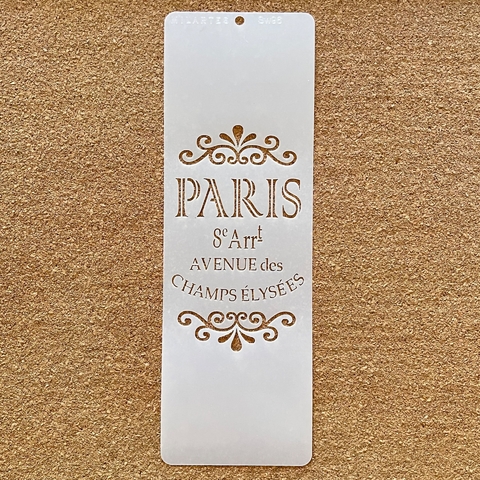 PARIS
8e Arrt
AVENUE des
CHAMPS ÉLYSÉES